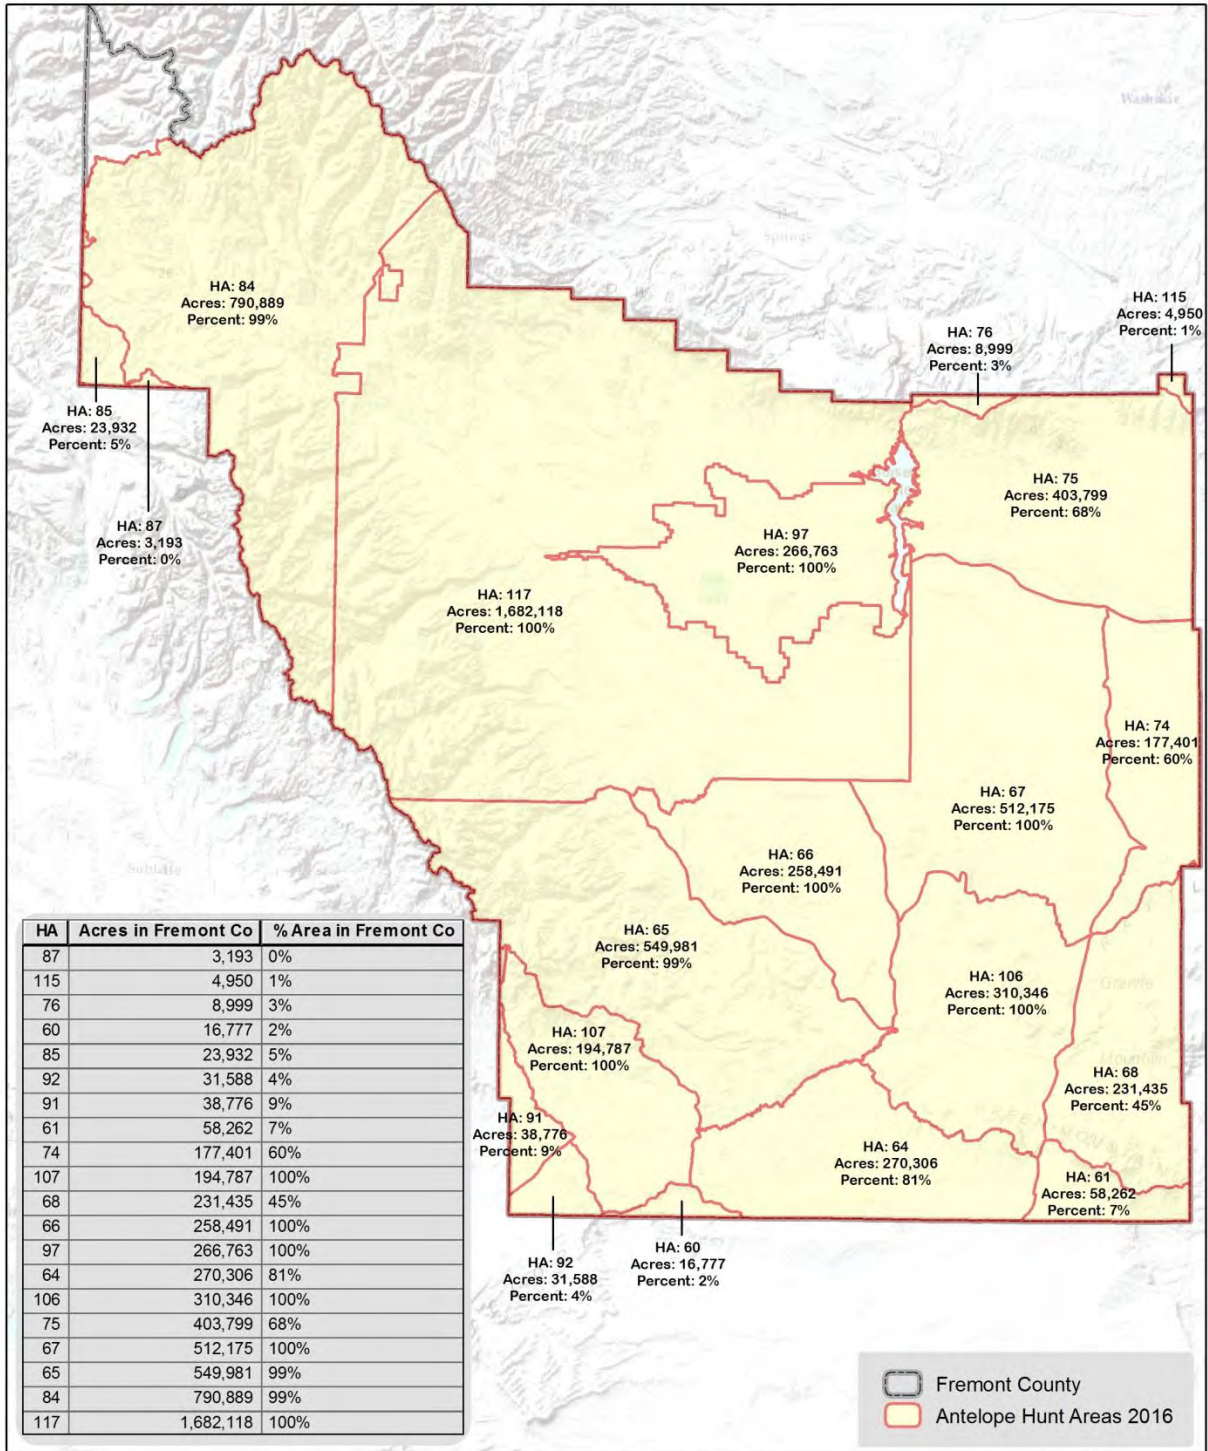 Washakie
HA: 84
Acres: 790,889
Percent: 99%
HA: 115
Acres: 4,950
Percent: 1%
HA: 76
Acres: 8,999
Percent: 3%
HA: 85
Acres: 23,932
Percent: 5%
HA: 87
Acres: 3,193
Percent: 0%
HA: 75
Acres: 403,799
Percent: 68%
HA: 97
Acres: 266,763
Percent: 100%
HA: 117
Acres: 1,682,118
Percent: 100%
HA: 74
Acres: 177,401
Percent: 60%
HA: 67
Acres: 512,175
Percent: 100%
HA: 66
Acres: 258,491
Percent: 100%
Sublette
HA: 65
Acres: 549,981
Percent: 99%
HA: 106
Acres: 310,346
Percent: 100%
Granite
Mountain
HA: 107
Acres: 194,787
Percent: 100%
HA: 68
Acres: 231,435
Percent: 45%
HA: 91
Acres: 38,776
Percent: 9%
HA: 64
Acres: 270,306
Percent: 81%
HA: 61
Acres: 58,262
Percent: 7%
HA: 92
Acres: 31,588
Percent: 4%
HA: 60
Acres: 16,777
Percent: 2%
HA Acres in Fremont Co % Area in Fremont Co
87 3,193 0%
115 4,950 1%
76 8,999 3%
60 16,777 2%
85 23,932 5%
92 31,588 4%
91 38,776 9%
61 58,262 7%
74 177,401 60%
107 194,787 100%
68 231,435 45%
66 258,491 100%
97 266,763 100%
64 270,306 81%
106 310,346 100%
75 403,799 68%
67 512,175 100%
65 549,981 99%
84 790,889 99%
117 1,682,118 100%
Fremont County
Antelope Hunt Areas 2016